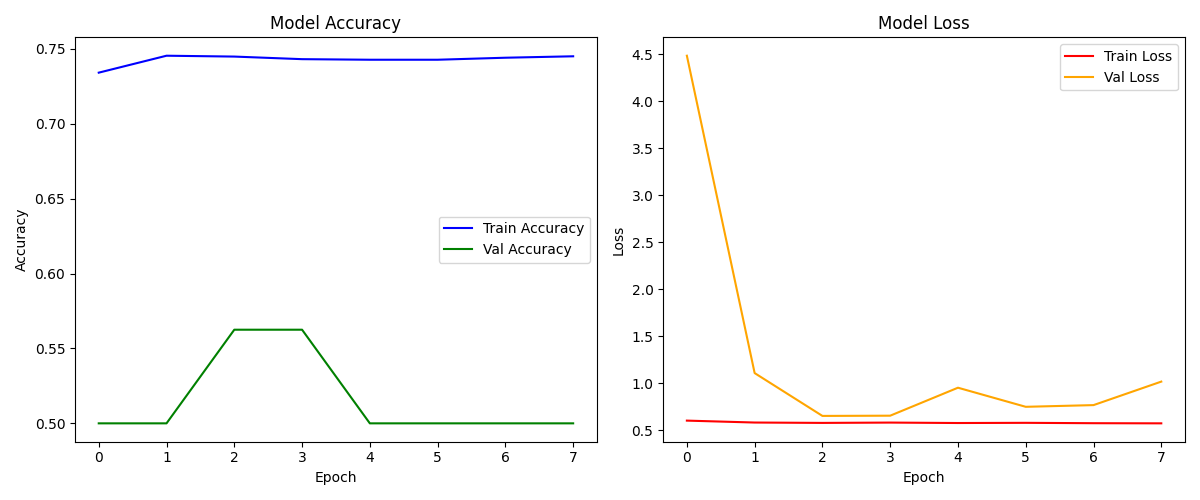 Model Accuracy
0.75
0.70
0.65
0.60
0.55
0.50
Accuracy
Train Accuracy
Val Accuracy
0 1 2 3 4 5 6 7
Epoch
Model Loss
4.5
4.0
3.5
3.0
2.5
2.0
1.5
1.0
0.5
Loss
Train Loss
Val Loss
0 1 2 3 4 5 6 7
Epoch